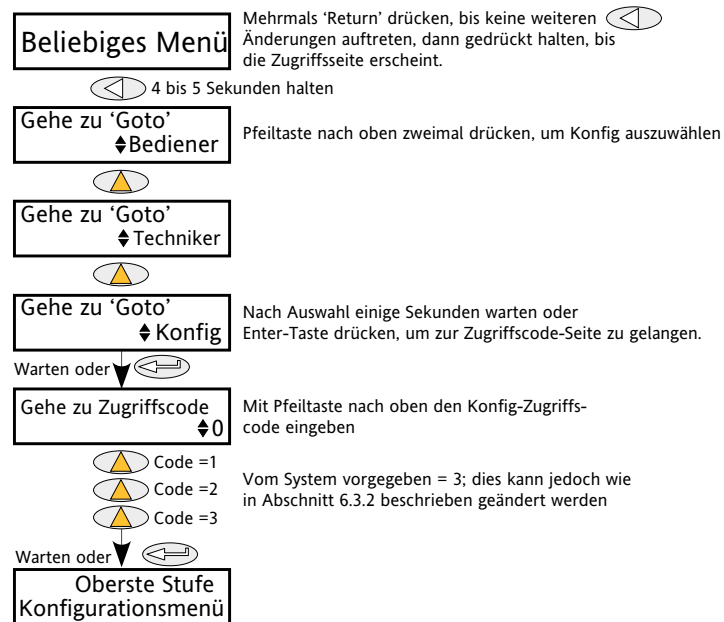 Beliebiges Menü
Mehrmals ‘Return’ drücken, bis keine weiteren
Änderungen auftreten, dann gedrückt halten, bis
die Zugriffsseite erscheint.
4 bis 5 Sekunden halten
Gehe zu ‘Goto’
Bediener
Pfeiltaste nach oben zweimal drücken, um Konfig auszuwählen
Gehe zu ‘Goto’
Techniker
Gehe zu ‘Goto’
Konfig
Nach Auswahl einige Sekunden warten oder
Enter-Taste drücken, um zur Zugriffscode-Seite zu gelangen.
Warten oder
Gehe zu Zugriffscode
0
Mit Pfeiltaste nach oben den Konfig-Zugriffs-
code eingeben
Code =1
Code =2
Code =3
Vom System vorgegeben = 3; dies kann jedoch wie
in Abschnitt 6.3.2 beschrieben geändert werden
Warten oder
Oberste Stufe
Konfigurationsmenü